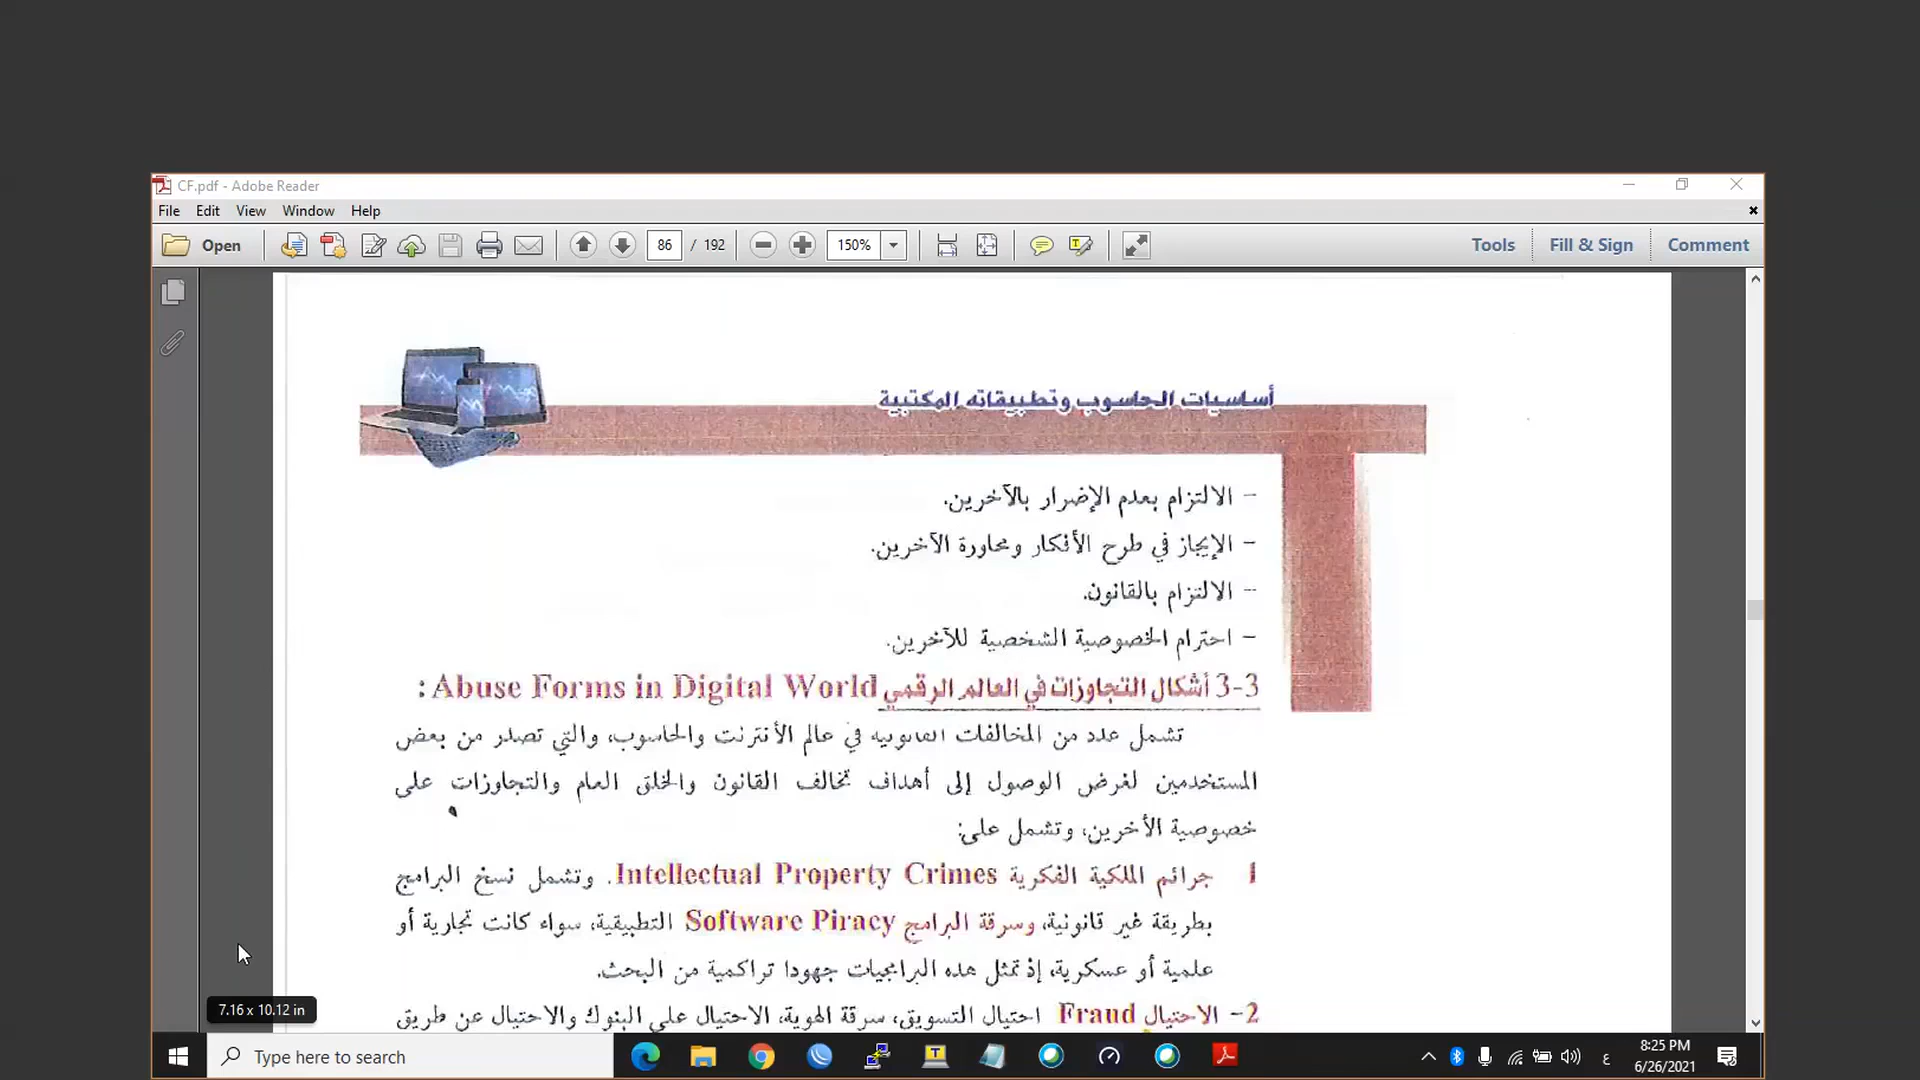 CF.pdf - Adobe Reader
File Edit View Window Help
Open 86 / 192 150% Tools Fill & Sign Comment
أساسيات الحاسوب وتطبيقاته المكتبية
– الالتزام بعدم الإضرار بالآخرين.
– الإيجاز في طرح الأفكار ومحاورة الآخرين.
– الالتزام بالقانون.
– احترام الخصوصية الشخصية للآخرين.
3-3 أشكال التجاوزات في العالم الرقمي Abuse Forms in Digital World :
تشمل عدد من المخالفات القانونية في عالم الأنترنت والحاسوب، والتي تصدر من بعض
المستخدمين لغرض الوصول إلى أهداف تخالف القانون والخلق العام والتجاوزات على
خصوصية الأخرين، وتشمل على:
1 جرائم الملكية الفكرية Intellectual Property Crimes. وتشمل نسخ البرامج
بطريقة غير قانونية، وسرقة البرامج Software Piracy التطبيقية، سواء كانت تجارية أو
علمية أو عسكرية، إذ تمثل هذه البرامجيات جهودا تراكمية من البحث.
2- الاحتيال Fraud احتيال التسويق، سرقة الهوية، الاحتيال على البنوك والاحتيال عن طريق
7.16 x 10.12 in
Type here to search
ع
8:25 PM
6/26/2021